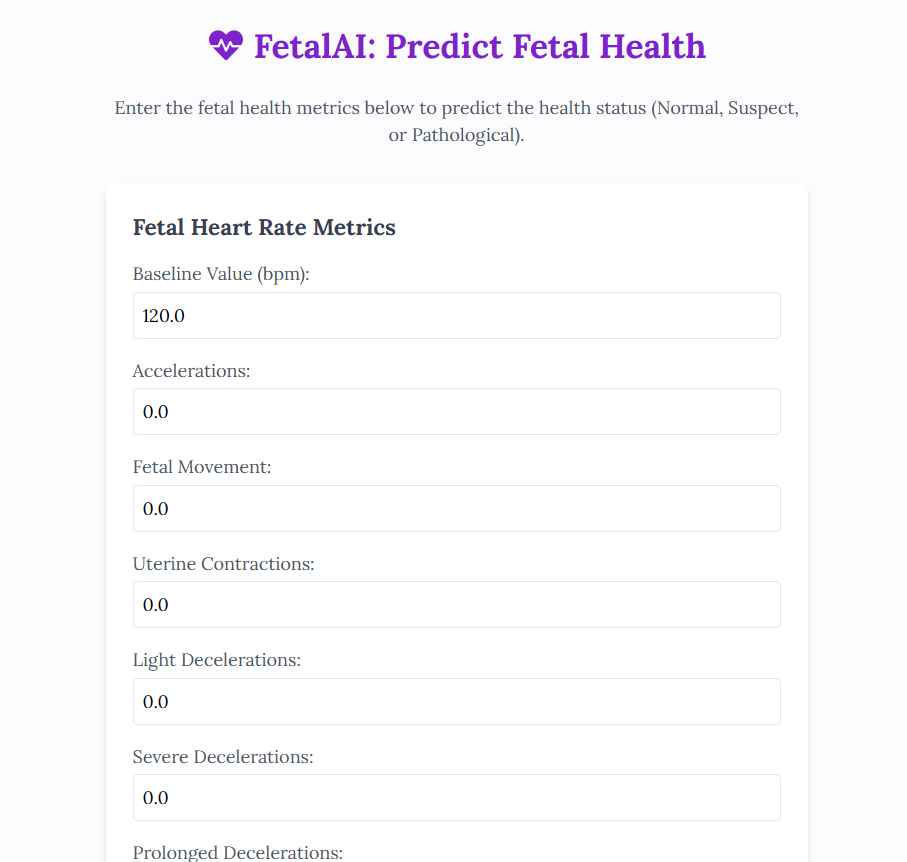 FetalAI: Predict Fetal Health
Enter the fetal health metrics below to predict the health status (Normal, Suspect,
or Pathological).
Fetal Heart Rate Metrics
Baseline Value (bpm):
120.0
Accelerations:
0.0
Fetal Movement:
0.0
Uterine Contractions:
0.0
Light Decelerations:
0.0
Severe Decelerations:
0.0
Prolonged Decelerations: